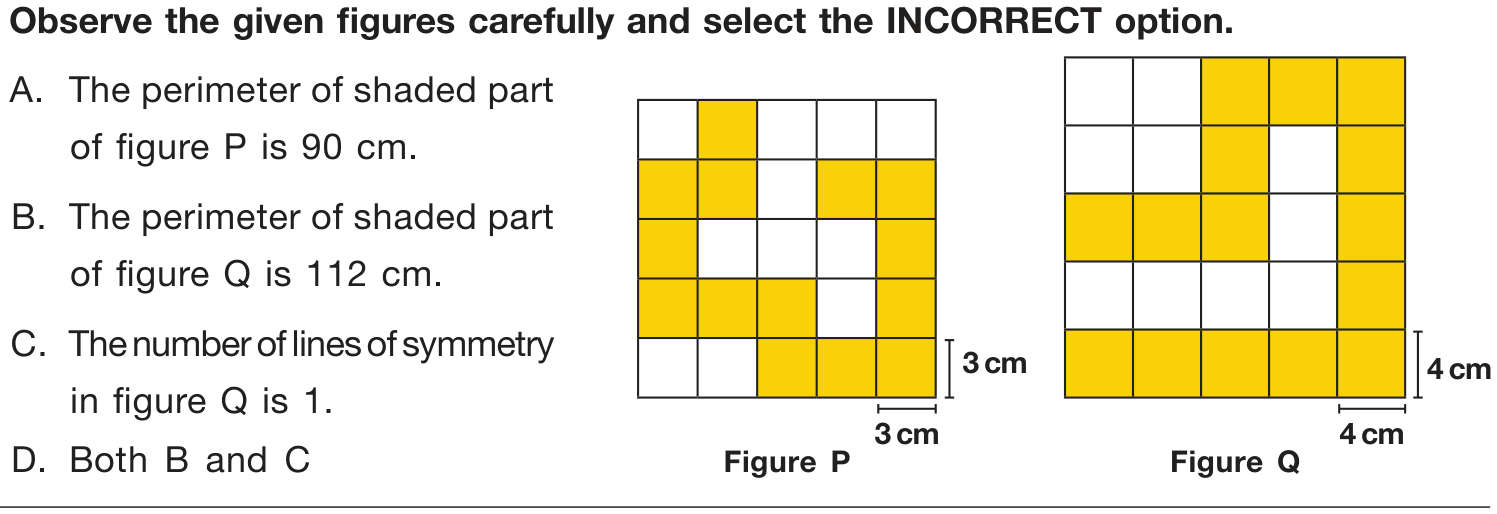 Observe the given figures carefully and select the INCORRECT option.
A. The perimeter of shaded part
of figure P is 90 cm.
B. The perimeter of shaded part
of figure Q is 112 cm.
C. The number of lines of symmetry
in figure Q is 1.
D. Both B and C
3 cm
3 cm
Figure P
4 cm
4 cm
Figure Q